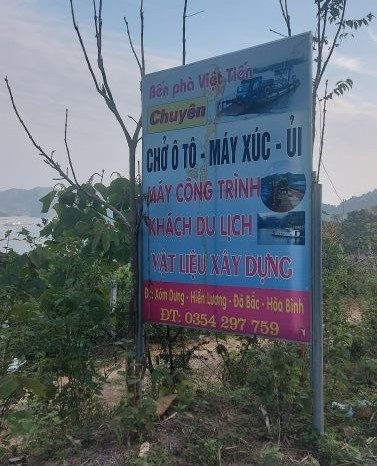 Bến phà Việt Tiến
Chuyên
CHỞ Ô TÔ - MÁY XÚC - ỦI
MÁY CÔNG TRÌNH
KHÁCH DU LỊCH
VẬT LIỆU XÂY DỰNG
Đ/c: Xóm Dưng - Hiền Lương - Đà Bắc - Hòa Bình
ĐT: 0354 297 759